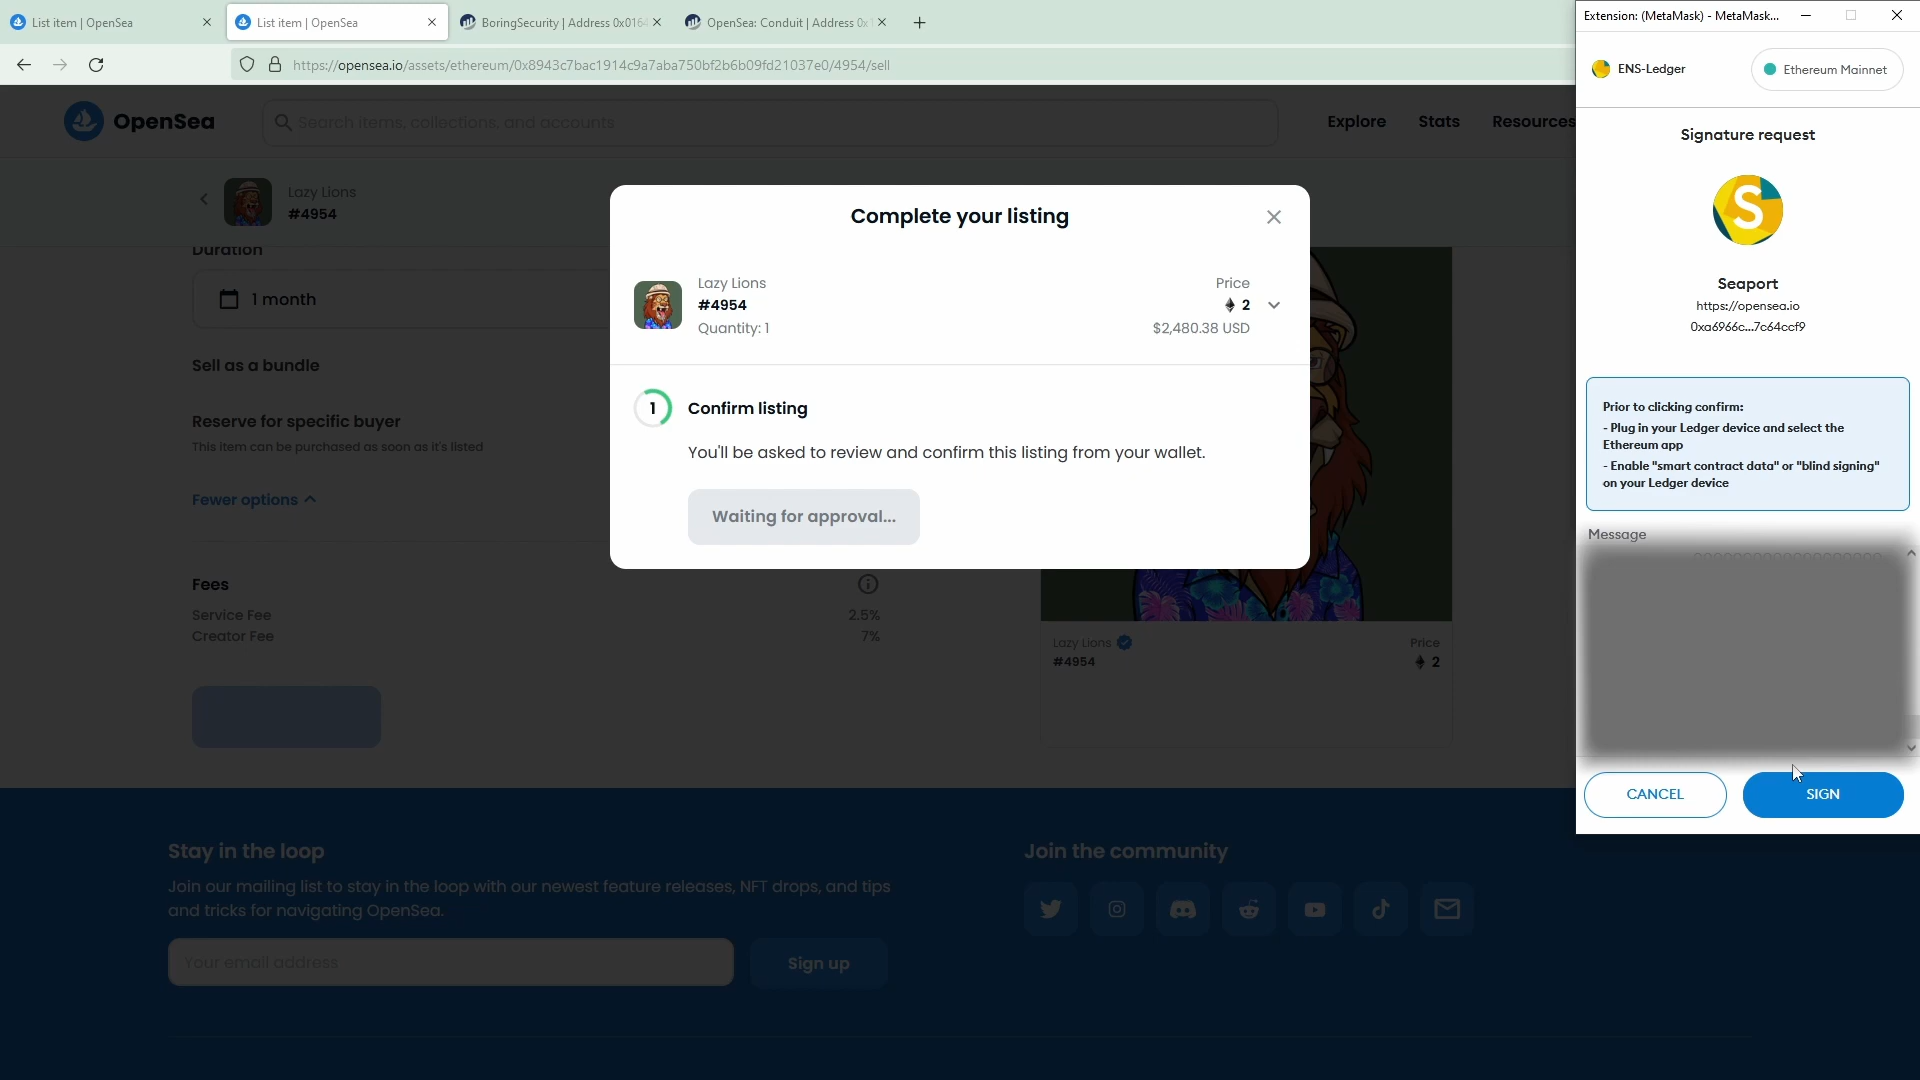 List item | OpenSea
List item | OpenSea
BoringSecurity | Address 0x0164
OpenSea: Conduit | Address 0x1
https://opensea.io/assets/ethereum/0x8943c7bac1914c9a7aba750bf2b6b09fd21037e0/4954/sell
OpenSea
Search items, collections, and accounts
Explore
Stats
Resources
Lazy Lions
#4954
Duration
1 month
Sell as a bundle
Reserve for specific buyer
This item can be purchased as soon as it's listed
Fewer options
Fees
Service Fee
2.5%
Creator Fee
7%
Complete your listing
Lazy Lions
#4954
Quantity: 1
Price
2
$2,480.38 USD
1
Confirm listing
You'll be asked to review and confirm this listing from your wallet.
Waiting for approval...
Lazy Lions
#4954
Price
2
Stay in the loop
Join our mailing list to stay in the loop with our newest feature releases, NFT drops, and tips
and tricks for navigating OpenSea.
Your email address
Sign up
Join the community
Extension: (MetaMask) - MetaMask...
ENS-Ledger
Ethereum Mainnet
Signature request
S
Seaport
https://opensea.io
0xa6966c...7c64ccf9
Prior to clicking confirm:
- Plug in your Ledger device and select the
Ethereum app
- Enable "smart contract data" or "blind signing"
on your Ledger device
Message
CANCEL
SIGN